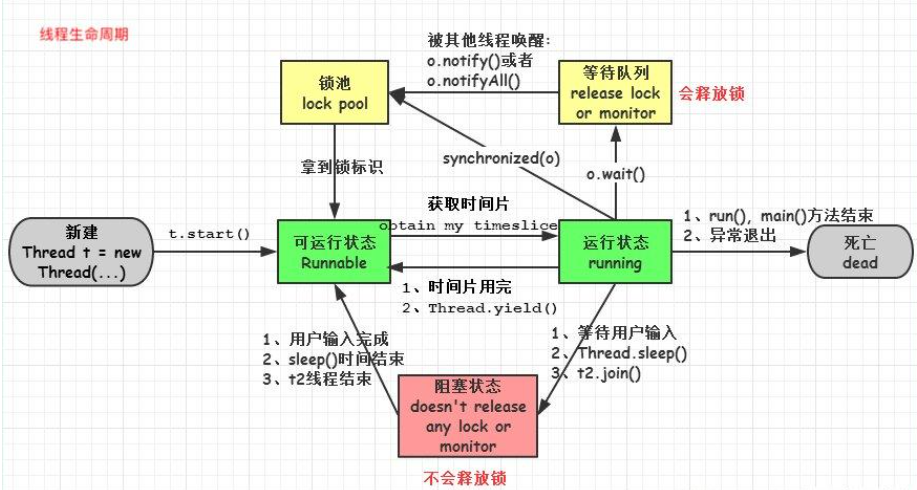 线程生命周期
被其他线程唤醒:
o.notify()或者
o.notifyAll()
锁池
lock pool
等待队列
release lock
or monitor
会释放锁
synchronized(o)
拿到锁标识
o.wait()
新建
Thread t = new
Thread(...)
t.start()
可运行状态
Runnable
获取时间片
obtain my timeslice
运行状态
running
1、run(), main()方法结束
2、异常退出
死亡
dead
1、时间片用完
2、Thread.yield()
1、用户输入完成
2、sleep()时间结束
3、t2线程结束
1、等待用户输入
2、Thread.sleep()
3、t2.join()
阻塞状态
doesn't release
any lock or
monitor
不会释放锁